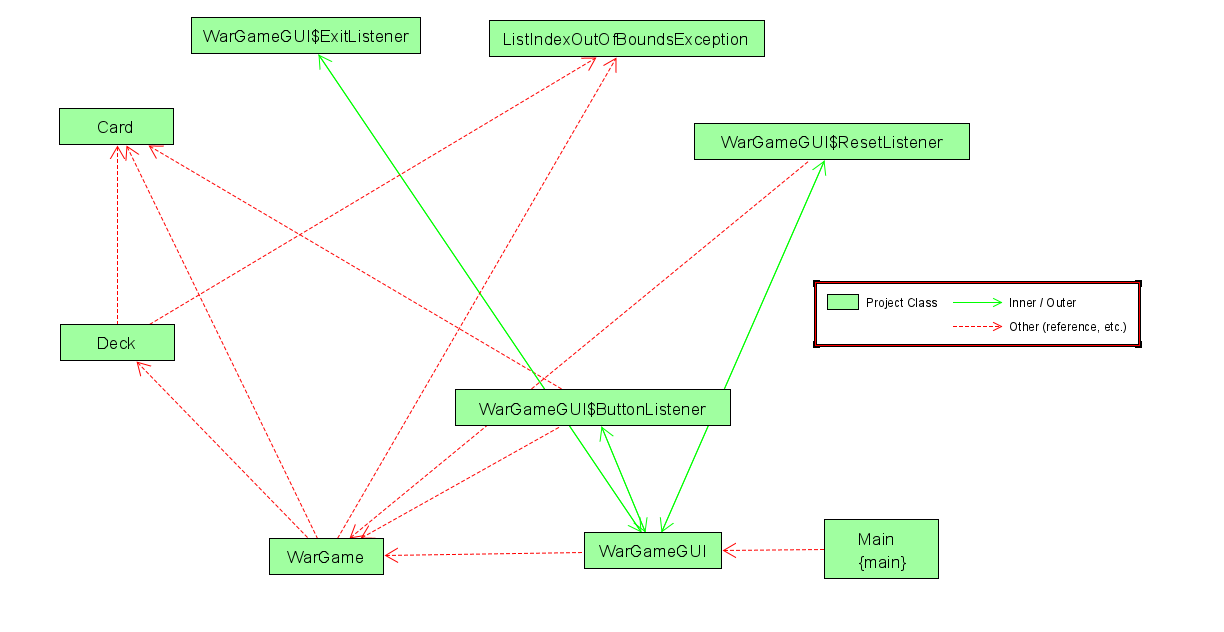 WarGameGUI$ExitListener
ListIndexOutOfBoundsException
Card
WarGameGUI$ResetListener
Project Class
Inner / Outer
Other (reference, etc.)
Deck
WarGameGUI$ButtonListener
WarGame
WarGameGUI
Main
{main}